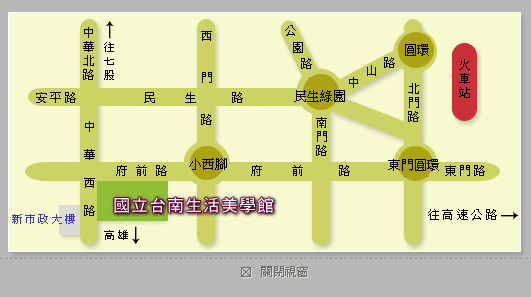 中華北路
往七股
西門路
公園路
中山路
圓環
火車站
安平路
民生路
民生綠園
北門路
南門路
中華西路
小西腳
府前路
府前路
東門圓環
東門路
國立台南生活美學館
新市政大樓
往高速公路
高雄
關閉視窗